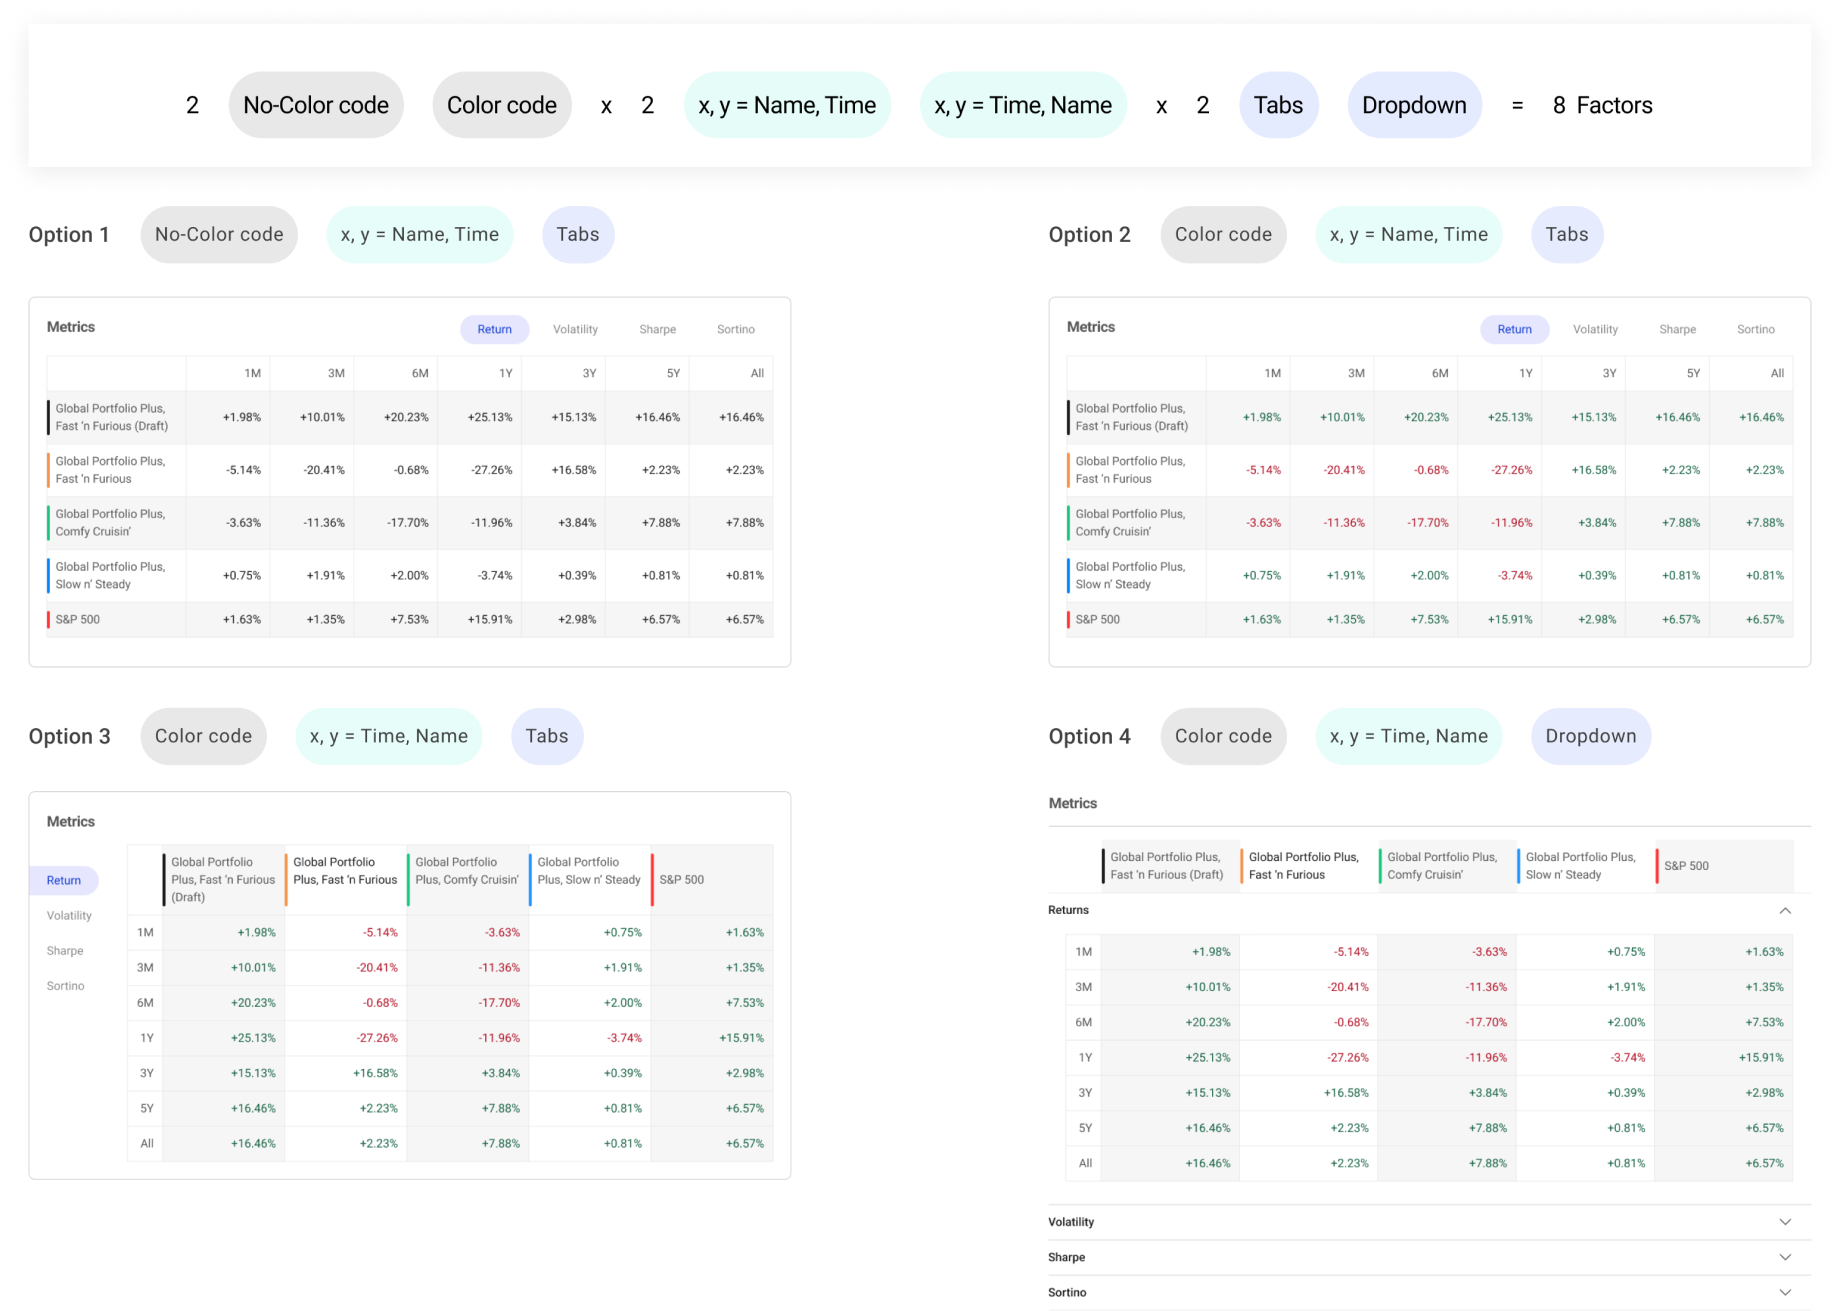 2 No-Color code Color code x 2 x, y = Name, Time x, y = Time, Name x 2 Tabs Dropdown = 8 Factors
Option 1 No-Color code x, y = Name, Time Tabs
Metrics Return Volatility Sharpe Sortino
1M 3M 6M 1Y 3Y 5Y All
Global Portfolio Plus,
Fast 'n Furious (Draft) +1.98% +10.01% +20.23% +25.13% +15.13% +16.46% +16.46%
Global Portfolio Plus,
Fast 'n Furious -5.14% -20.41% -0.68% -27.26% +16.58% +2.23% +2.23%
Global Portfolio Plus,
Comfy Cruisin' -3.63% -11.36% -17.70% -11.96% +3.84% +7.88% +7.88%
Global Portfolio Plus,
Slow n' Steady +0.75% +1.91% +2.00% -3.74% +0.39% +0.81% +0.81%
S&P 500 +1.63% +1.35% +7.53% +15.91% +2.98% +6.57% +6.57%
Option 2 Color code x, y = Name, Time Tabs
Metrics Return Volatility Sharpe Sortino
1M 3M 6M 1Y 3Y 5Y All
Global Portfolio Plus,
Fast 'n Furious (Draft) +1.98% +10.01% +20.23% +25.13% +15.13% +16.46% +16.46%
Global Portfolio Plus,
Fast 'n Furious -5.14% -20.41% -0.68% -27.26% +16.58% +2.23% +2.23%
Global Portfolio Plus,
Comfy Cruisin' -3.63% -11.36% -17.70% -11.96% +3.84% +7.88% +7.88%
Global Portfolio Plus,
Slow n' Steady +0.75% +1.91% +2.00% -3.74% +0.39% +0.81% +0.81%
S&P 500 +1.63% +1.35% +7.53% +15.91% +2.98% +6.57% +6.57%
Option 3 Color code x, y = Time, Name Tabs
Metrics
Return
Volatility
Sharpe
Sortino
Global Portfolio
Plus, Fast 'n Furious
(Draft)
Global Portfolio
Plus, Fast 'n Furious
Global Portfolio
Plus, Comfy Cruisin'
Global Portfolio
Plus, Slow n' Steady
S&P 500
1M +1.98% -5.14% -3.63% +0.75% +1.63%
3M +10.01% -20.41% -11.36% +1.91% +1.35%
6M +20.23% -0.68% -17.70% +2.00% +7.53%
1Y +25.13% -27.26% -11.96% -3.74% +15.91%
3Y +15.13% +16.58% +3.84% +0.39% +2.98%
5Y +16.46% +2.23% +7.88% +0.81% +6.57%
All +16.46% +2.23% +7.88% +0.81% +6.57%
Option 4 Color code x, y = Time, Name Dropdown
Metrics
Global Portfolio Plus,
Fast 'n Furious (Draft)
Global Portfolio Plus,
Fast 'n Furious
Global Portfolio Plus,
Comfy Cruisin'
Global Portfolio Plus,
Slow n' Steady
S&P 500
Returns
1M +1.98% -5.14% -3.63% +0.75% +1.63%
3M +10.01% -20.41% -11.36% +1.91% +1.35%
6M +20.23% -0.68% -17.70% +2.00% +7.53%
1Y +25.13% -27.26% -11.96% -3.74% +15.91%
3Y +15.13% +16.58% +3.84% +0.39% +2.98%
5Y +16.46% +2.23% +7.88% +0.81% +6.57%
All +16.46% +2.23% +7.88% +0.81% +6.57%
Volatility
Sharpe
Sortino